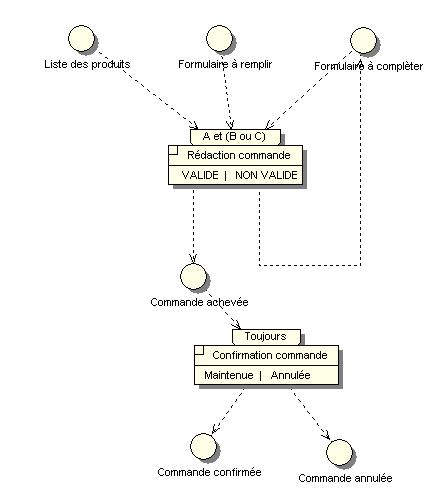 Liste des produits
Formulaire à remplir
Formulaire à complèter
A et (B ou C)
Rédaction commande
VALIDE | NON VALIDE
Commande achevée
Toujours
Confirmation commande
Maintenue | Annulée
Commande confirmée
Commande annulée